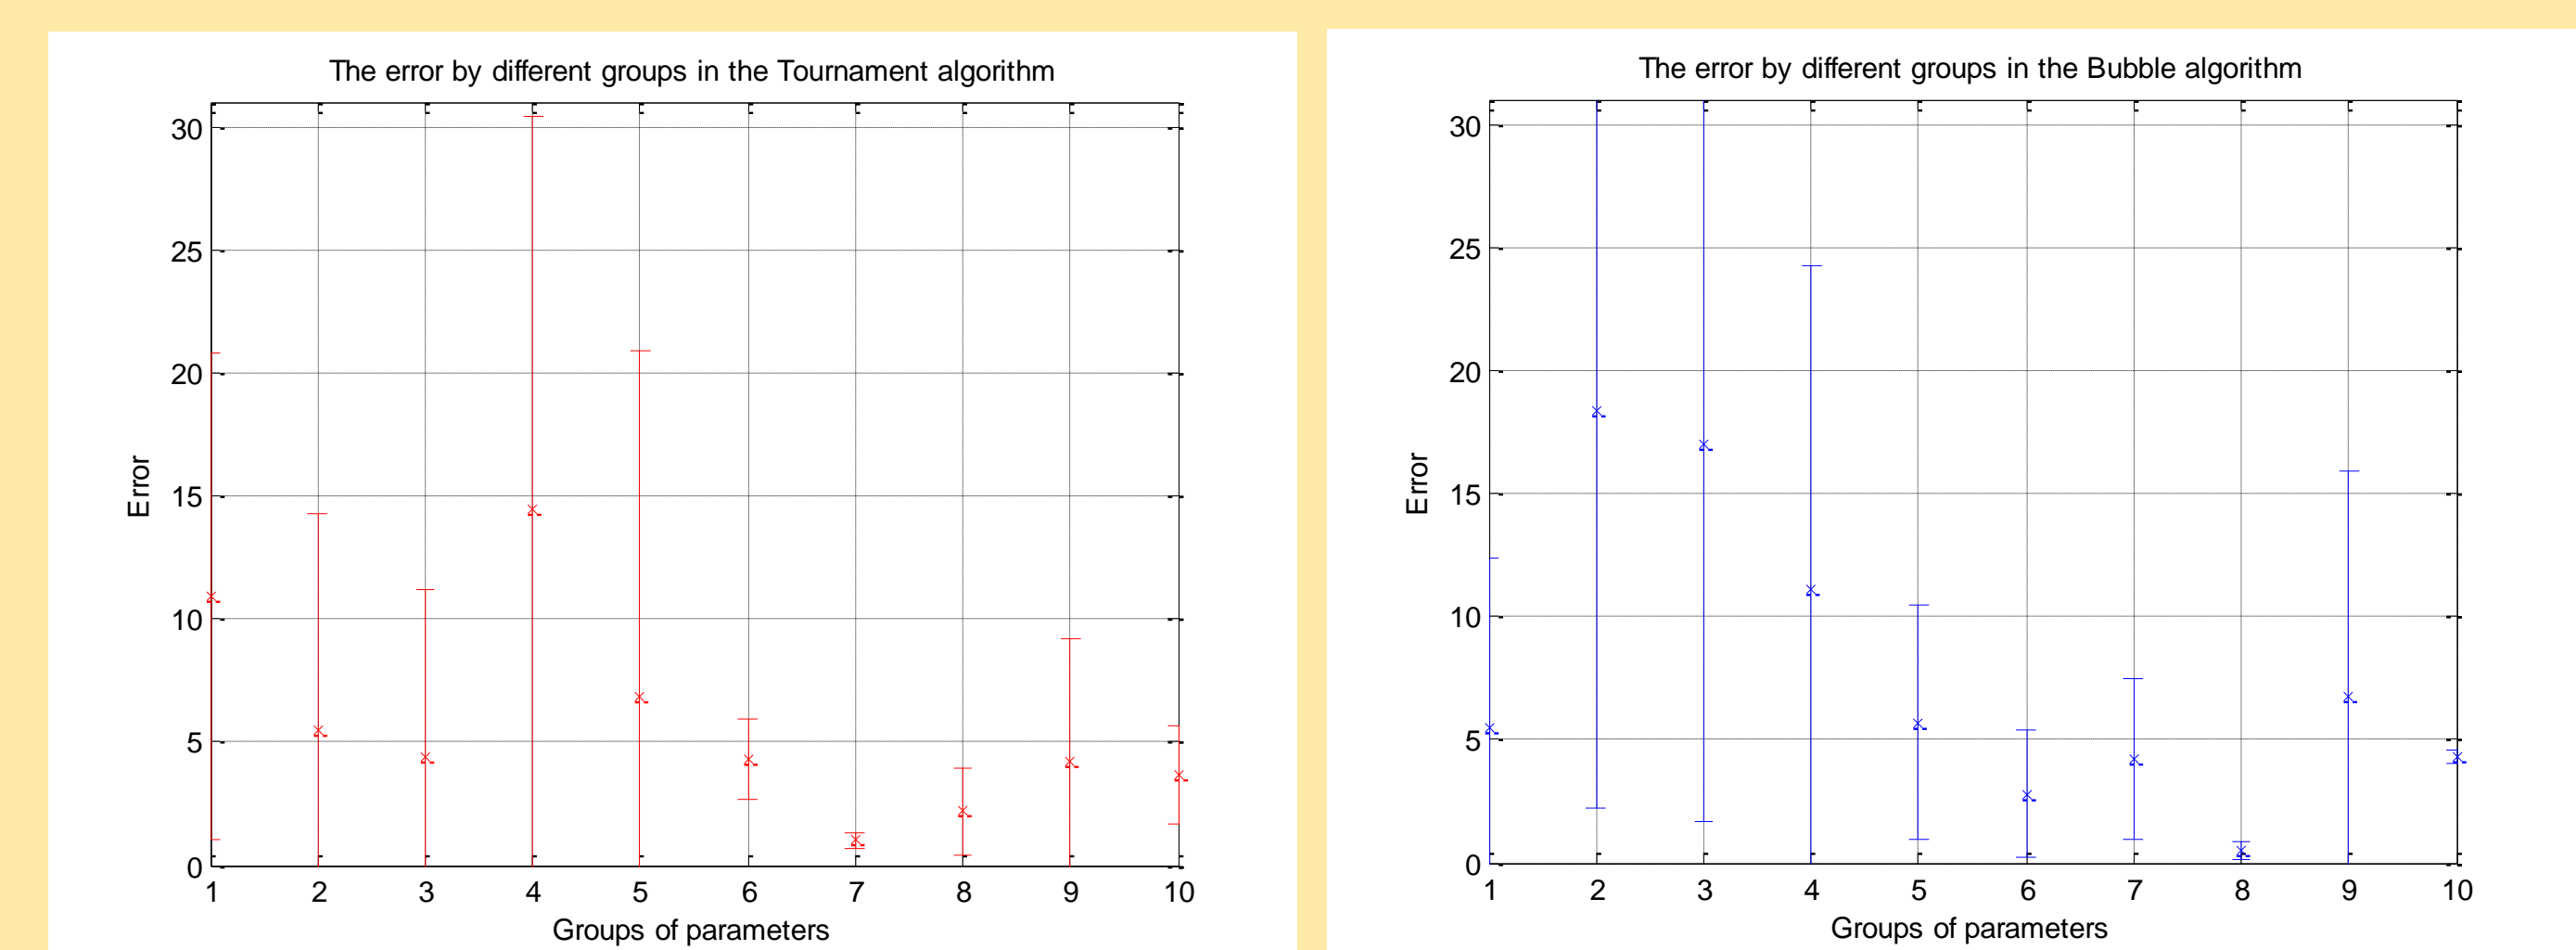 The error by different groups in the Tournament algorithm
30
25
20
15
10
5
0
Error
1 2 3 4 5 6 7 8 9 10
Groups of parameters
The error by different groups in the Bubble algorithm
30
25
20
15
10
5
0
Error
1 2 3 4 5 6 7 8 9 10
Groups of parameters